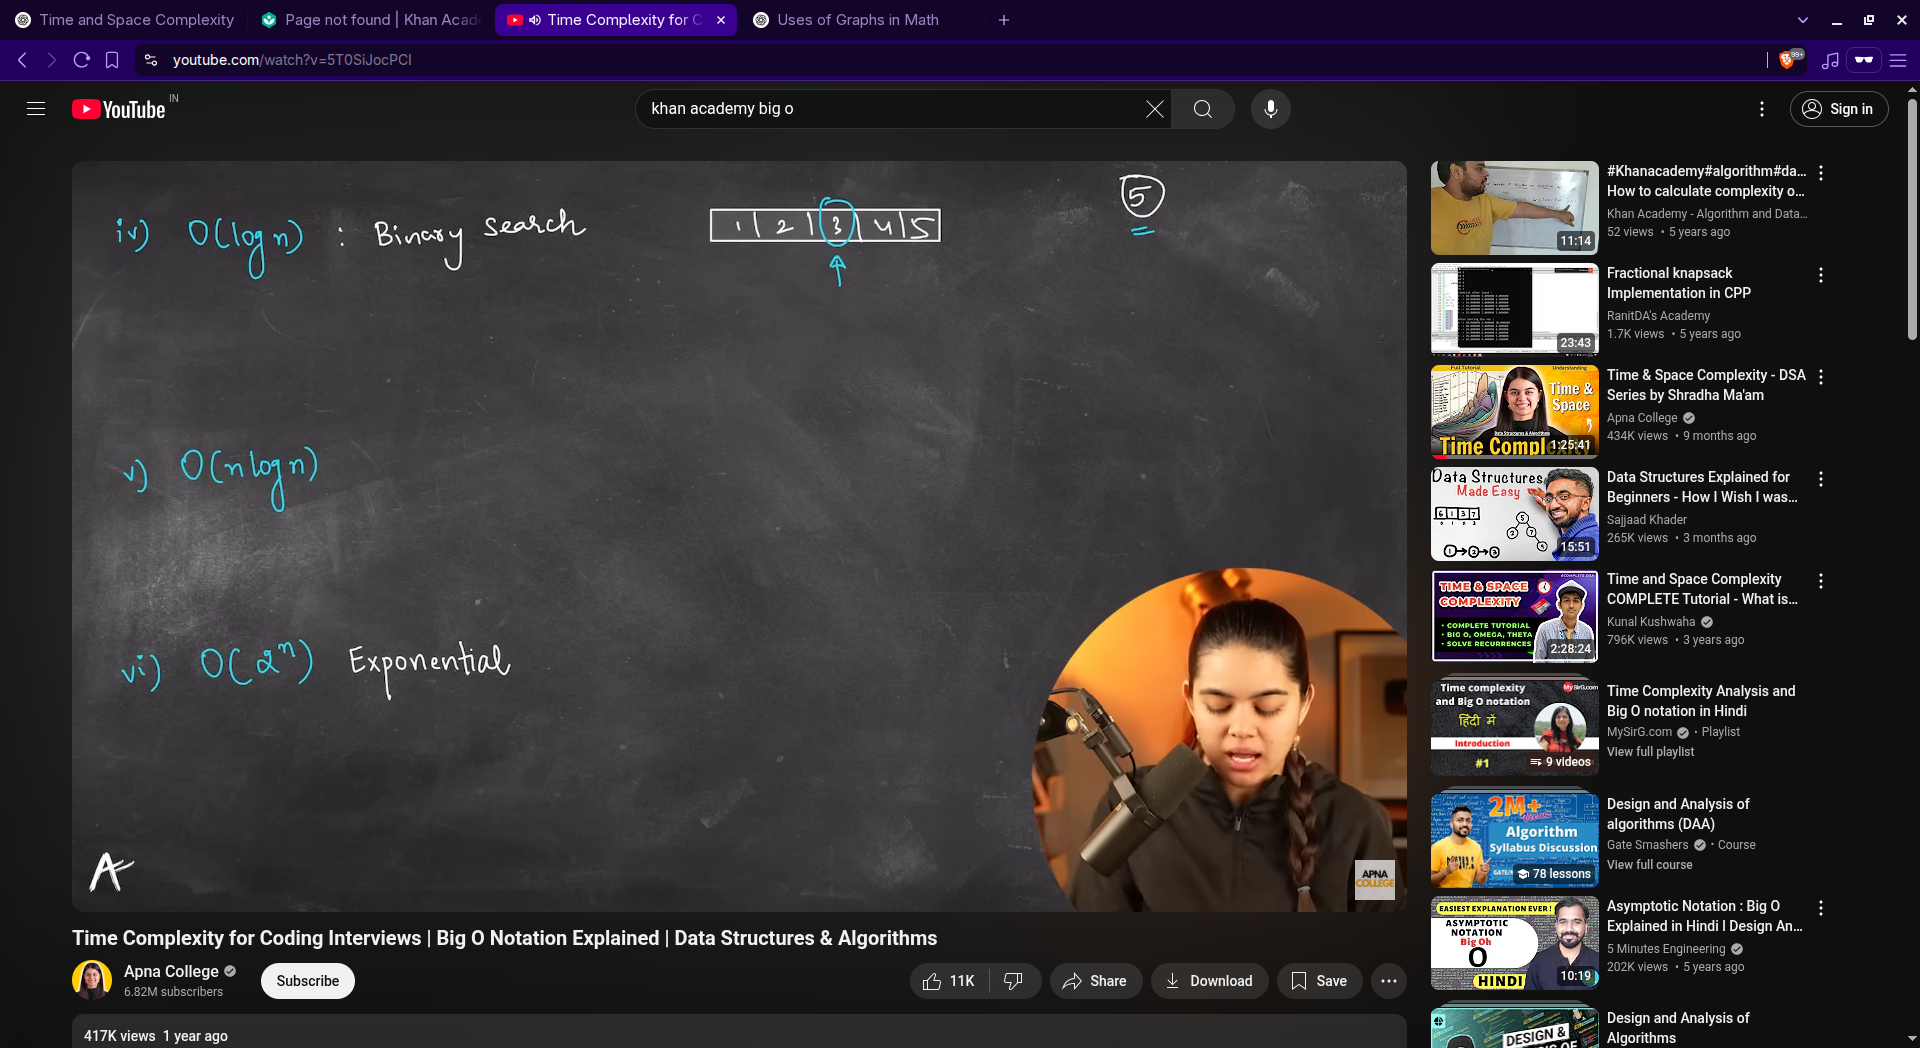 Time and Space Complexity
Page not found | Khan Acad
Time Complexity for C
Uses of Graphs in Math
youtube.com/watch?v=5T0SiJocPCI
99+
YouTube IN
khan academy big o
Sign in
iv) O(log n) : Binary search
1 2 3 4 5
5
v) O(n log n)
vi) O(2^n) Exponential
APNA
COLLEGE
Time Complexity for Coding Interviews | Big O Notation Explained | Data Structures & Algorithms
Apna College
6.82M subscribers
Subscribe
11K
Share
Download
Save
417K views 1 year ago
11:14
#Khanacademy#algorithm#da...
How to calculate complexity o...
Khan Academy - Algorithm and Data...
52 views • 5 years ago
23:43
Fractional knapsack
Implementation in CPP
RanitDA's Academy
1.7K views • 5 years ago
Full Tutorial
Understanding
Time &
Space
Data Structures & Algorithms
Time Complexity
1:25:41
Time & Space Complexity - DSA
Series by Shradha Ma'am
Apna College
434K views • 9 months ago
Data Structures
Made Easy
15:51
Data Structures Explained for
Beginners - How I Wish I was...
Sajjaad Khader
265K views • 3 months ago
TIME & SPACE
COMPLEXITY
• COMPLETE TUTORIAL
• BIG O, OMEGA, THETA
• SOLVE RECURRENCES
2:28:24
Time and Space Complexity
COMPLETE Tutorial - What is...
Kunal Kushwaha
796K views • 3 years ago
Time complexity
and Big O notation
हिंदी में
Introduction
#1
MySirG.com
9 videos
Time Complexity Analysis and
Big O notation in Hindi
MySirG.com • Playlist
View full playlist
2M+
Views
Algorithm
Syllabus Discussion
78 lessons
Design and Analysis of
algorithms (DAA)
Gate Smashers • Course
View full course
EASIEST EXPLANATION EVER!
ASYMPTOTIC
NOTATION
Big Oh
O
HINDI
10:19
Asymptotic Notation : Big O
Explained in Hindi l Design An...
5 Minutes Engineering
202K views • 5 years ago
DESIGN &
Design and Analysis of
Algorithms